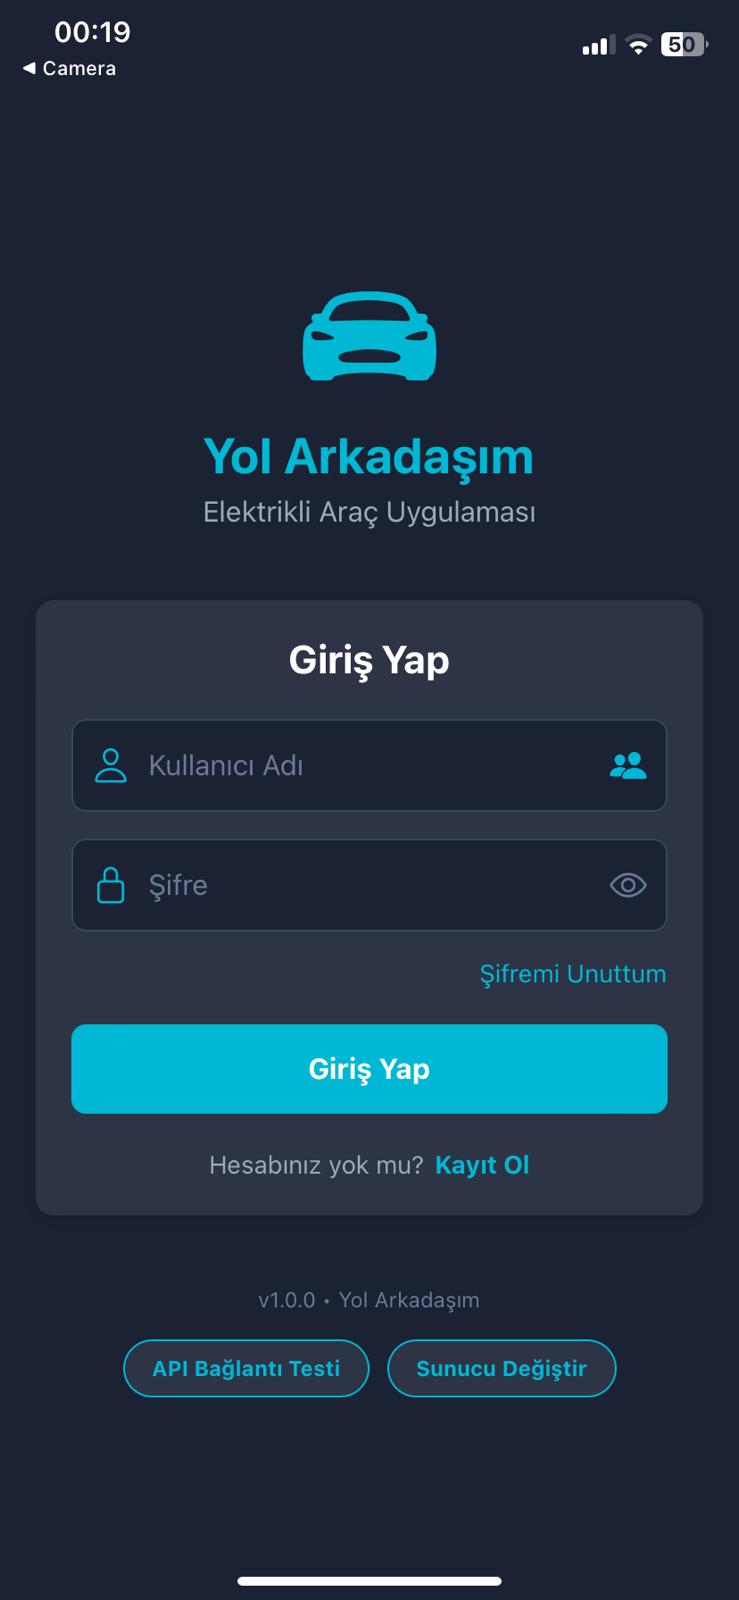 00:19
◀ Camera
50
Yol Arkadaşım
Elektrikli Araç Uygulaması
Giriş Yap
Kullanıcı Adı
Şifre
Şifremi Unuttum
Giriş Yap
Hesabınız yok mu? Kayıt Ol
v1.0.0 • Yol Arkadaşım
API Bağlantı Testi
Sunucu Değiştir